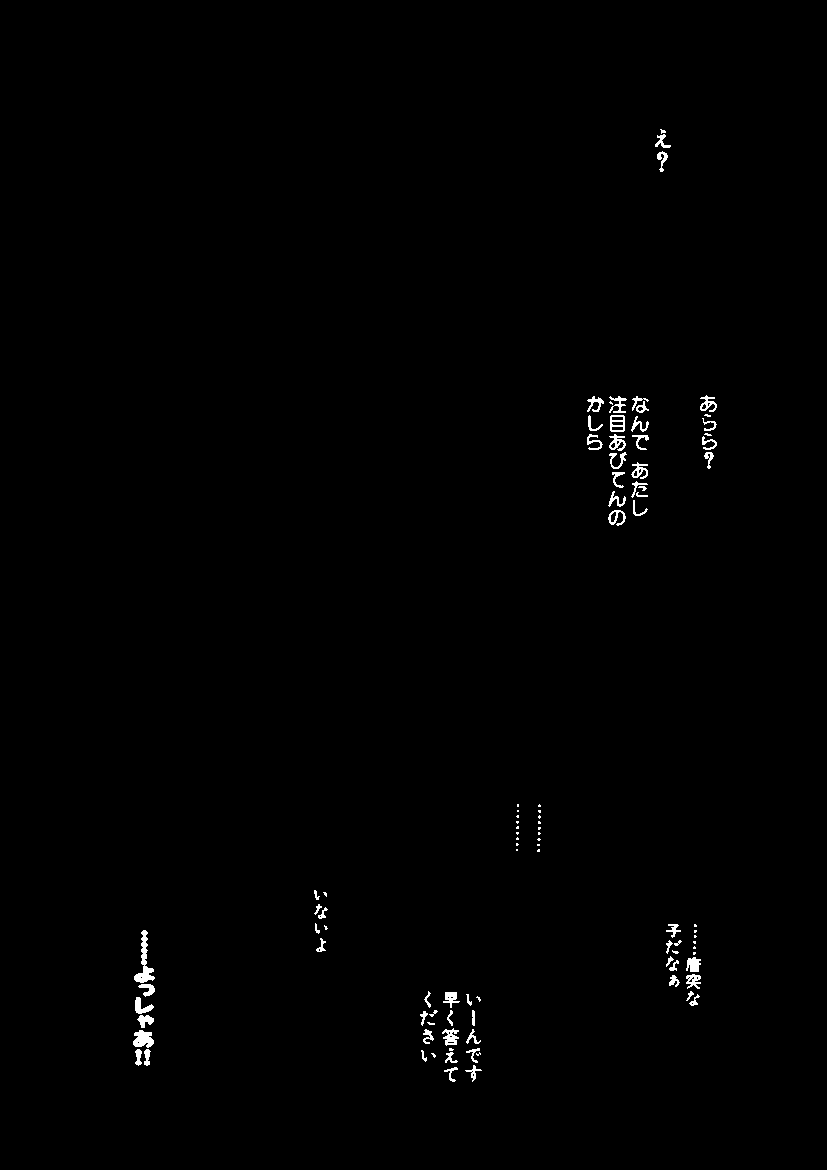 え?
あらら?
なんで あたし
注目あびてんの
かしら
………
………
……唐突な
子だなぁ
いーんです
早く答えて
ください
いないよ
……よっしゃあ!!